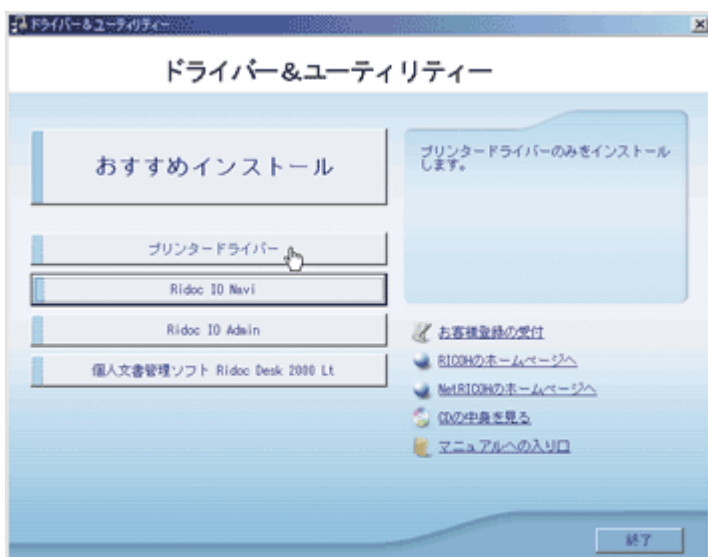 ドライバー&ユーティリティー
ドライバー&ユーティリティー
おすすめインストール
プリンタードライバーのみをインストール
します。
プリンタードライバー
Ridoc IO Navi
Ridoc IO Admin
個人文書管理ソフト Ridoc Desk 2000 Lt
お客様登録の受付
RICOHのホームページへ
NetRICOHのホームページへ
CDの中身を見る
マニュアルへの入り口
終了